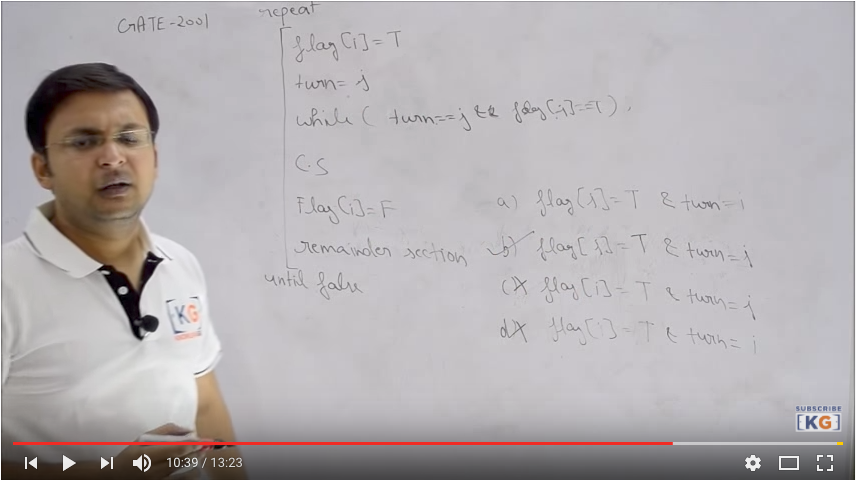 GATE-2001
repeat
flag[i]=T
turn=j
while( turn==j && flag[j]==T),
C.S
Flag[i]=F
remainder section
until false
a) flag[j]=T & turn=i
b) flag[j]=T & turn=j
c) flag[i]=T & turn=j
d) flag[i]=T & turn=i
[KG]
SUBSCRIBE
[KG]
10:39 / 13:23